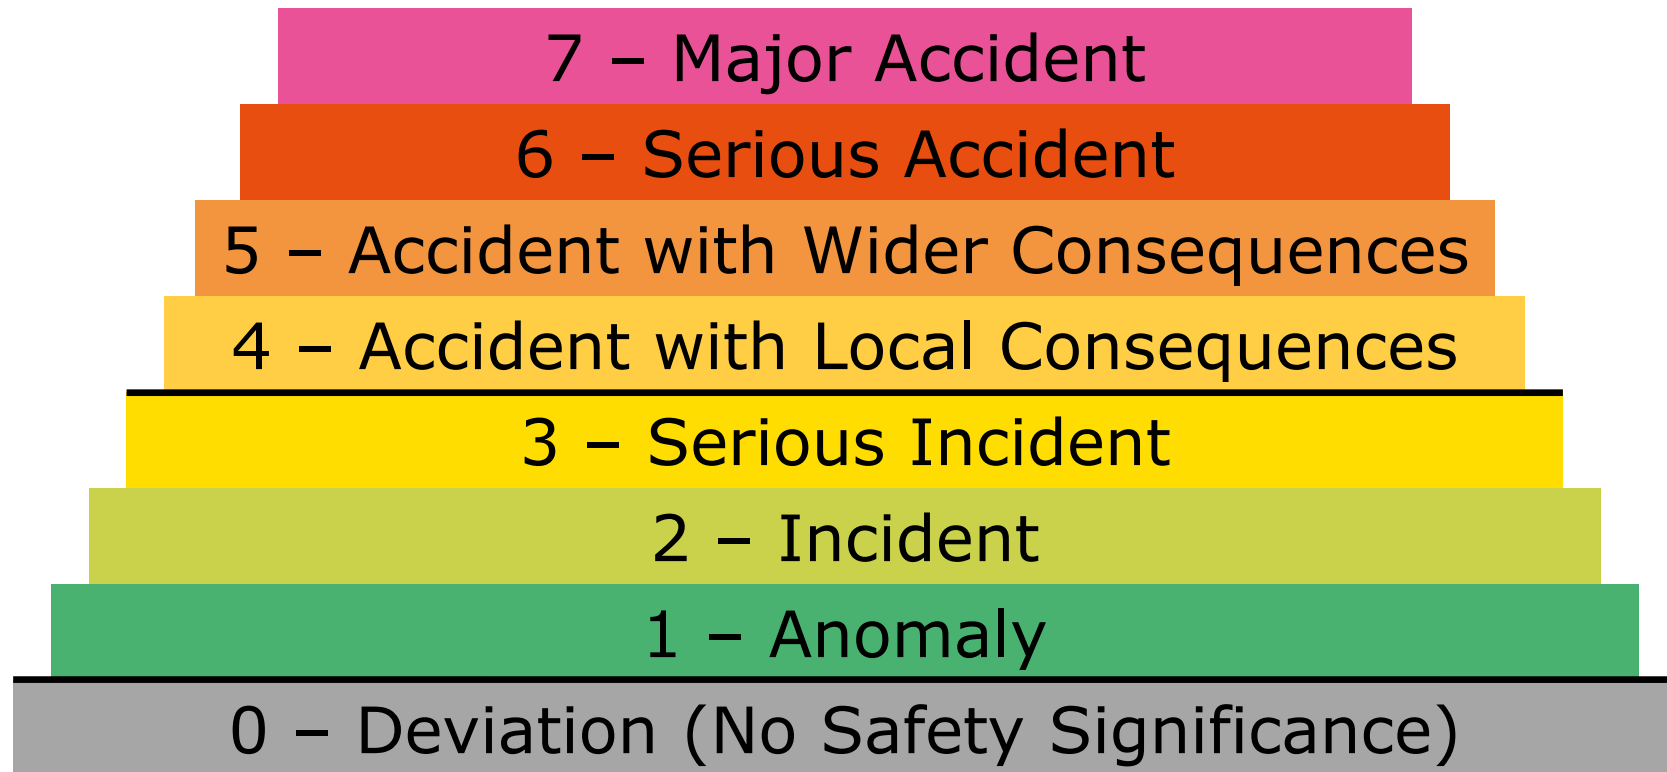 7 – Major Accident
6 – Serious Accident
5 – Accident with Wider Consequences
4 – Accident with Local Consequences
3 – Serious Incident
2 – Incident
1 – Anomaly
0 – Deviation (No Safety Significance)